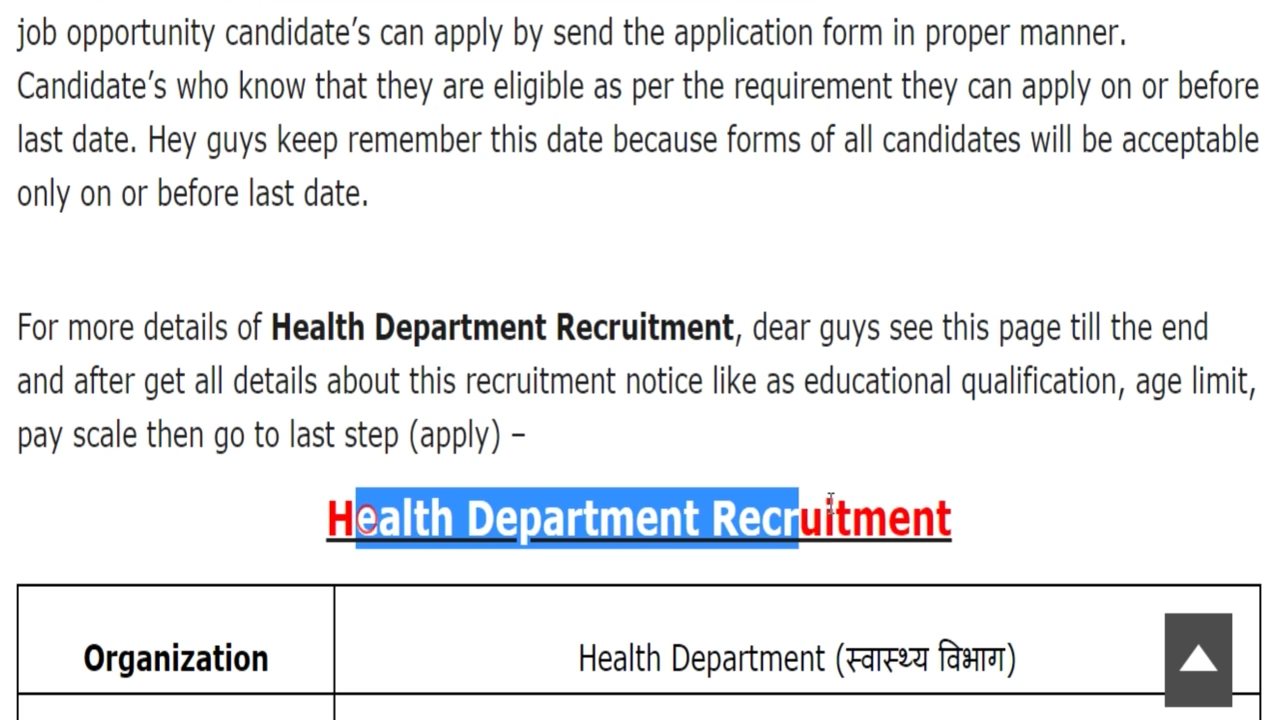 job opportunity candidate’s can apply by send the application form in proper manner.
Candidate’s who know that they are eligible as per the requirement they can apply on or before
last date. Hey guys keep remember this date because forms of all candidates will be acceptable
only on or before last date.
For more details of Health Department Recruitment, dear guys see this page till the end
and after get all details about this recruitment notice like as educational qualification, age limit,
pay scale then go to last step (apply) –
Health Department Recruitment
Organization
Health Department (स्वास्थ्य विभाग)